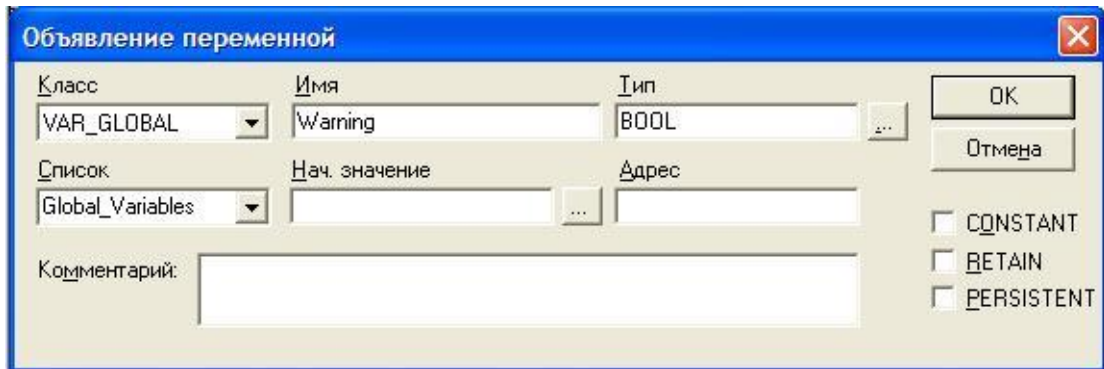 Объявление переменной
Класс Имя Тип
VAR_GLOBAL Warning BOOL ... OK
Отмена
Список Нач. значение Адрес
Global_Variables ...
CONSTANT
Комментарий: RETAIN
PERSISTENT